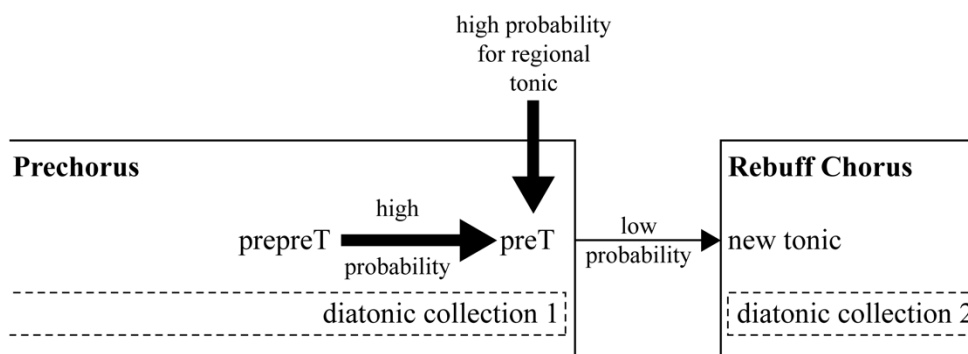 high probability
for regional
tonic
Prechorus
Rebuff Chorus
high
low
prepreT
preT
new tonic
probability
probability
diatonic collection 1
diatonic collection 2